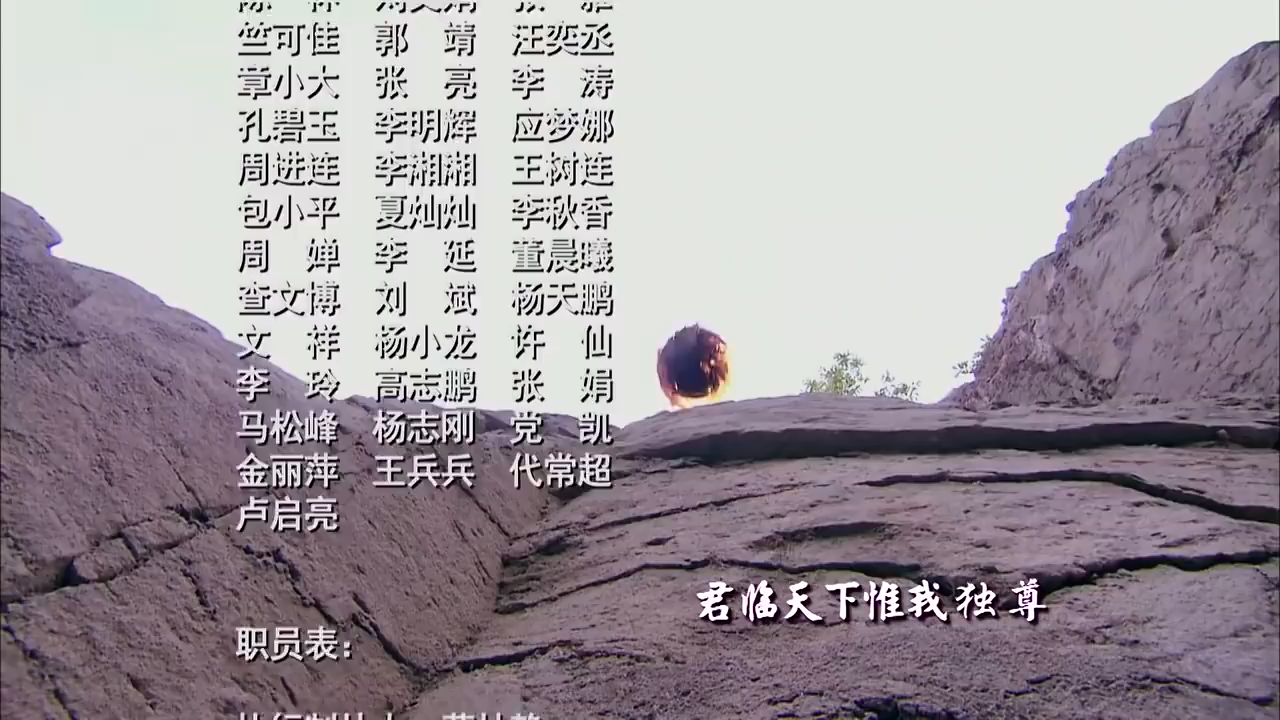 竺可佳 郭 靖 汪奕丞
章小大 张 亮 李 涛
孔碧玉 李明辉 应梦娜
周进连 李湘湘 王树连
包小平 夏灿灿 李秋香
周 婵 李 延 董晨曦
查文博 刘 斌 杨天鹏
文 祥 杨小龙 许 仙
李 玲 高志鹏 张 娟
马松峰 杨志刚 党 凯
金丽萍 王兵兵 代常超
卢启亮
君临天下惟我独尊
职员表: